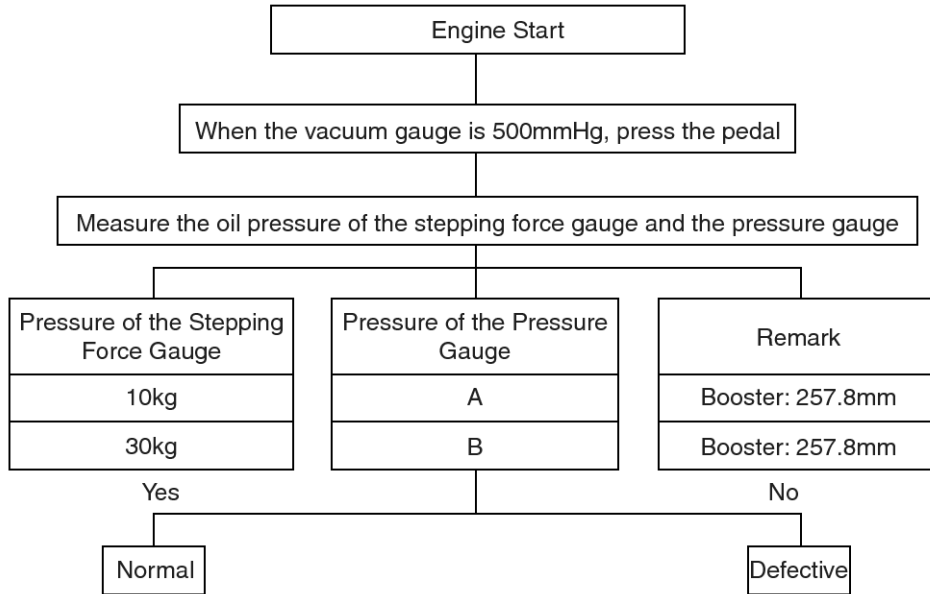 Engine Start
When the vacuum gauge is 500mmHg, press the pedal
Measure the oil pressure of the stepping force gauge and the pressure gauge
Pressure of the Stepping
Force Gauge
10kg
30kg
Pressure of the Pressure
Gauge
A
B
Remark
Booster: 257.8mm
Booster: 257.8mm
Yes
No
Normal
Defective